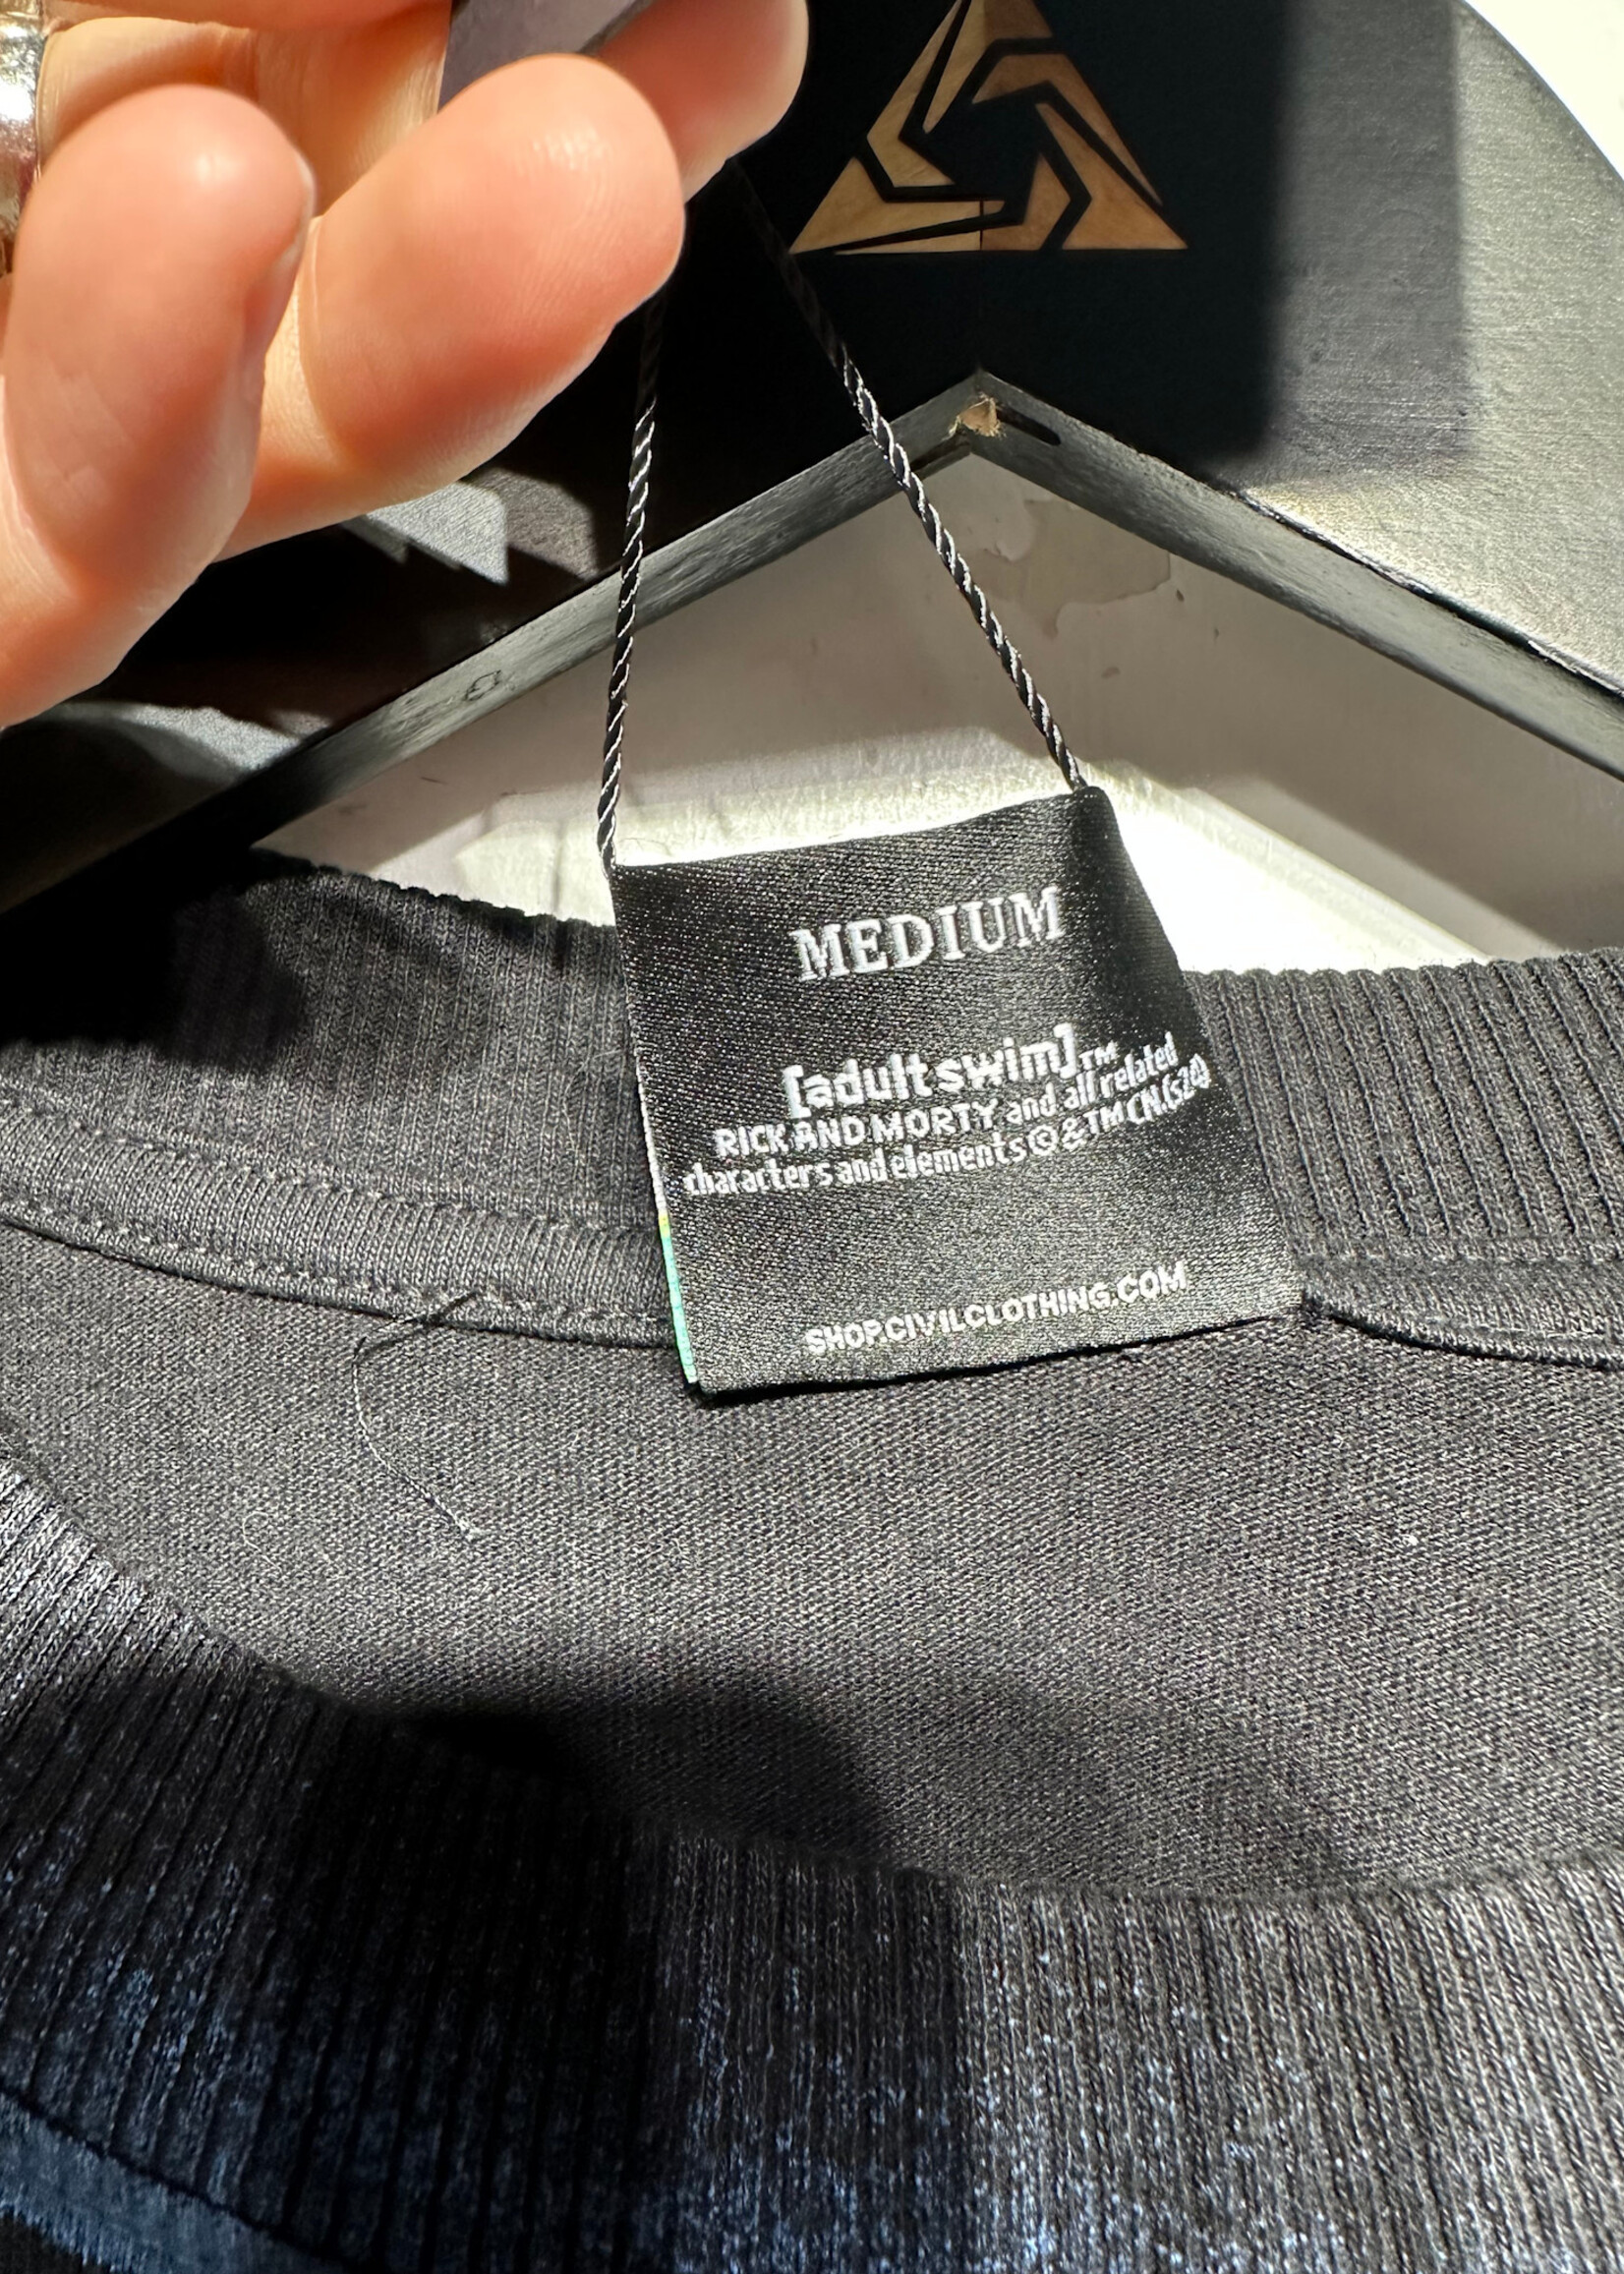 MEDIUM
[adult swim]™
RICK AND MORTY and all related
characters and elements © & TM CN. (s24)
SHOP.CIVILCLOTHING.COM